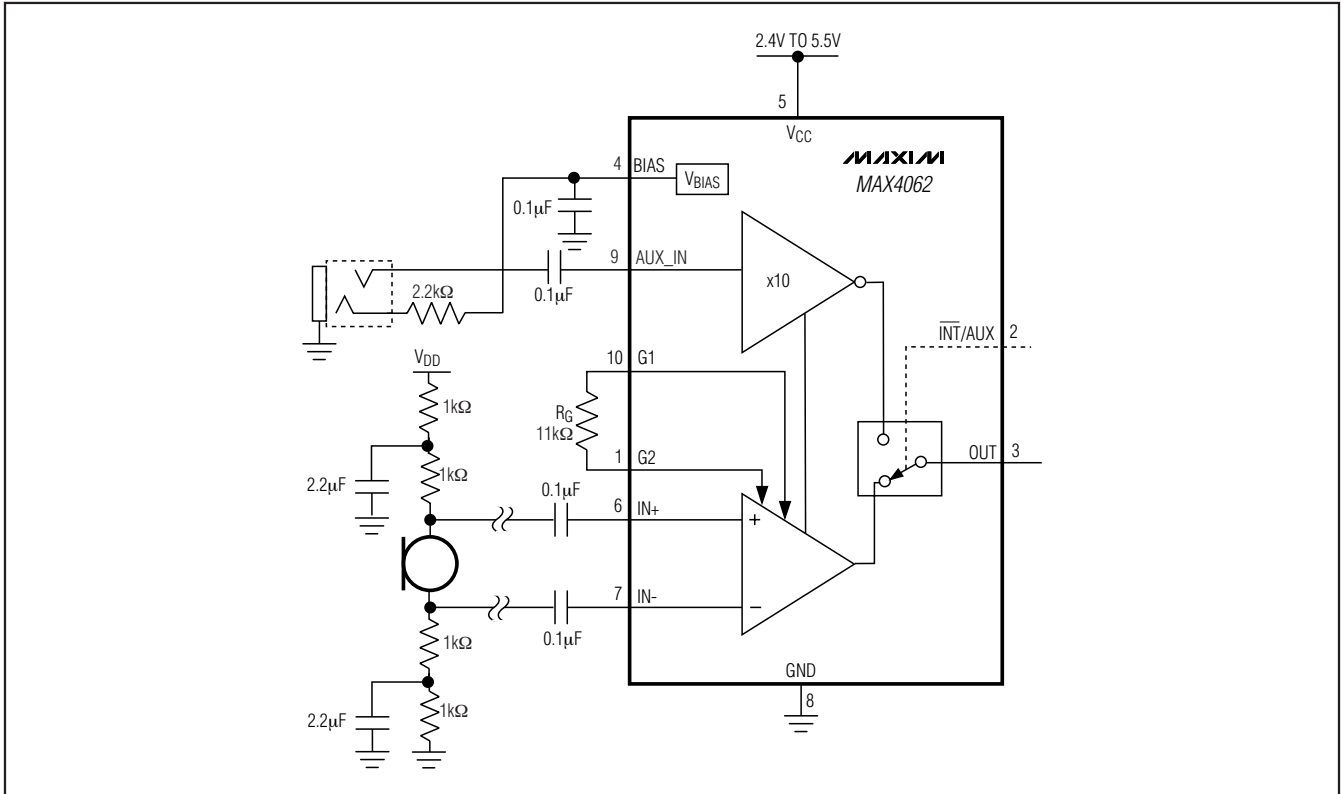 2.4V TO 5.5V
5
VCC
MAXIM
MAX4062
4 BIAS
VBIAS
0.1μF
9 AUX_IN
0.1μF
x10
2.2kΩ
INT/AUX 2
VDD
10 G1
1kΩ
RG
11kΩ
1 G2
OUT 3
1kΩ
2.2μF
0.1μF
6 IN+
+
7 IN-
−
0.1μF
1kΩ
GND
8
1kΩ
2.2μF